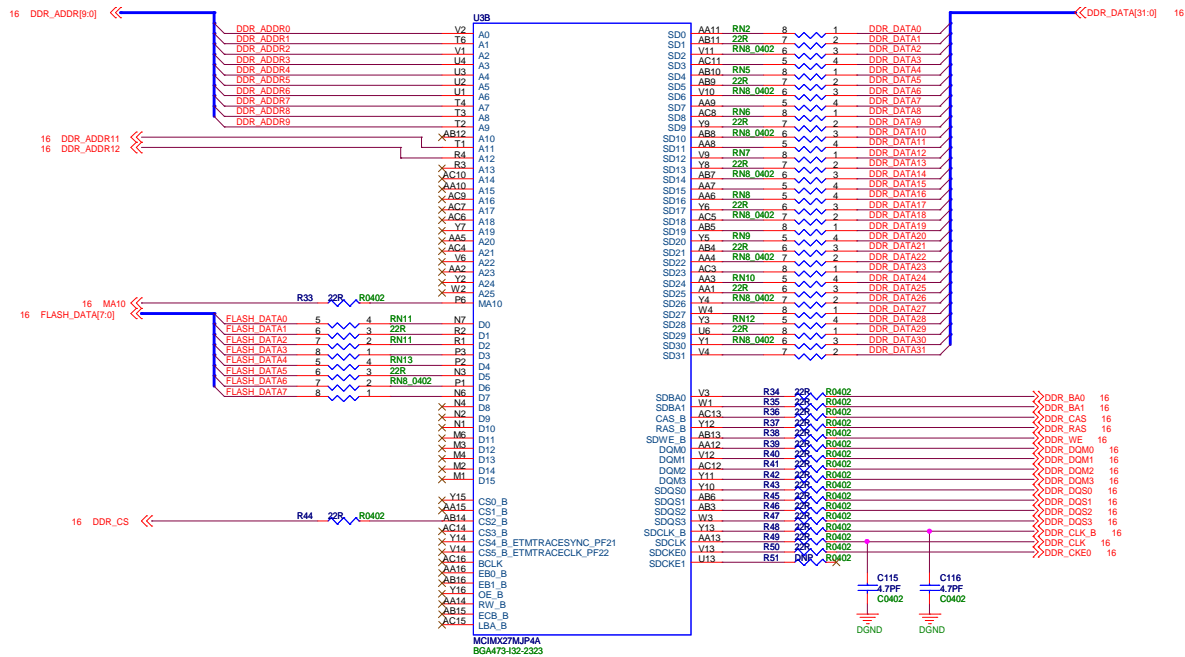 16 DDR_ADDR[9:0]
DDR_DATA[31:0] 16
U3B
DDR_ADDR0 V2 A0 SD0 AA11 RN2 8 1 DDR_DATA0
DDR_ADDR1 T6 A1 SD1 AB11 22R 7 2 DDR_DATA1
DDR_ADDR2 V1 A2 SD2 V11 RN8_0402 6 3 DDR_DATA2
DDR_ADDR3 U4 A3 SD3 AC11 5 4 DDR_DATA3
DDR_ADDR4 U3 A4 SD4 AB10 RN5 8 1 DDR_DATA4
DDR_ADDR5 U2 A5 SD5 AB9 22R 7 2 DDR_DATA5
DDR_ADDR6 U1 A6 SD6 V10 RN8_0402 6 3 DDR_DATA6
DDR_ADDR7 T4 A7 SD7 AA9 5 4 DDR_DATA7
DDR_ADDR8 T3 A8 SD8 AC8 RN6 8 1 DDR_DATA8
DDR_ADDR9 T2 A9 SD9 Y9 22R 7 2 DDR_DATA9
16 DDR_ADDR11 AB12 A10 SD10 AB8 RN8_0402 6 3 DDR_DATA10
16 DDR_ADDR12 T1 A11 SD11 AA8 5 4 DDR_DATA11
R4 A12 SD12 V9 RN7 8 1 DDR_DATA12
R3 A13 SD13 Y8 22R 7 2 DDR_DATA13
AC10 A14 SD14 AB7 RN8_0402 6 3 DDR_DATA14
AA10 A15 SD15 AA7 5 4 DDR_DATA15
AC9 A16 SD16 AA6 RN8 5 4 DDR_DATA16
AC7 A17 SD17 Y6 22R 6 3 DDR_DATA17
AC6 A18 SD18 AC5 RN8_0402 7 2 DDR_DATA18
Y7 A19 SD19 AB5 8 1 DDR_DATA19
AA5 A20 SD20 Y5 RN9 5 4 DDR_DATA20
AC4 A21 SD21 AB4 22R 6 3 DDR_DATA21
V6 A22 SD22 AA4 RN8_0402 7 2 DDR_DATA22
AA2 A23 SD23 AC3 8 1 DDR_DATA23
Y2 A24 SD24 AA3 RN10 5 4 DDR_DATA24
W2 A25 SD25 AA1 22R 6 3 DDR_DATA25
16 MA10 R33 22R R0402 P6 MA10 SD26 Y4 RN8_0402 7 2 DDR_DATA26
16 FLASH_DATA[7:0] SD27 W4 8 1 DDR_DATA27
FLASH_DATA0 5 4 RN11 N7 D0 SD28 Y3 RN12 5 4 DDR_DATA28
FLASH_DATA1 6 3 22R R2 D1 SD29 U6 22R 8 1 DDR_DATA29
FLASH_DATA2 7 2 RN11 R1 D2 SD30 Y1 RN8_0402 6 3 DDR_DATA30
FLASH_DATA3 8 1 P3 D3 SD31 V4 7 2 DDR_DATA31
FLASH_DATA4 5 4 RN13 P2 D4
FLASH_DATA5 6 3 22R N3 D5
FLASH_DATA6 7 2 RN8_0402 P1 D6
FLASH_DATA7 8 1 N6 D7 SDBA0 V3 R34 22R R0402 DDR_BA0 16
N4 D8 SDBA1 W1 R35 22R R0402 DDR_BA1 16
N2 D9 CAS_B AC13 R36 22R R0402 DDR_CAS 16
N1 D10 RAS_B Y12 R37 22R R0402 DDR_RAS 16
M6 D11 SDWE_B AB13 R38 22R R0402 DDR_WE 16
M3 D12 DQM0 AA12 R39 22R R0402 DDR_DQM0 16
M4 D13 DQM1 V12 R40 22R R0402 DDR_DQM1 16
M2 D14 DQM2 AC12 R41 22R R0402 DDR_DQM2 16
M1 D15 DQM3 Y11 R42 22R R0402 DDR_DQM3 16
SDQS0 Y10 R43 22R R0402 DDR_DQS0 16
Y15 CS0_B SDQS1 AB6 R45 22R R0402 DDR_DQS1 16
AA15 CS1_B SDQS2 AB3 R46 22R R0402 DDR_DQS2 16
16 DDR_CS R44 22R R0402 AB14 CS2_B SDQS3 W3 R47 22R R0402 DDR_DQS3 16
AC14 CS3_B SDCLK_B Y13 R48 22R R0402 DDR_CLK_B 16
Y14 CS4_B_ETMTRACESYNC_PF21 SDCLK AA13 R49 22R R0402 DDR_CLK 16
V14 CS5_B_ETMTRACECLK_PF22 SDCKE0 V13 R50 22R R0402 DDR_CKE0 16
AC16 BCLK SDCKE1 U13 R51 DNP R0402
AA16 EB0_B
AB16 EB1_B C115 C116
Y16 OE_B 4.7PF 4.7PF
AA14 RW_B C0402 C0402
AB15 ECB_B
AC15 LBA_B DGND DGND
MCIMX27MJP4A
BGA473-I32-2323